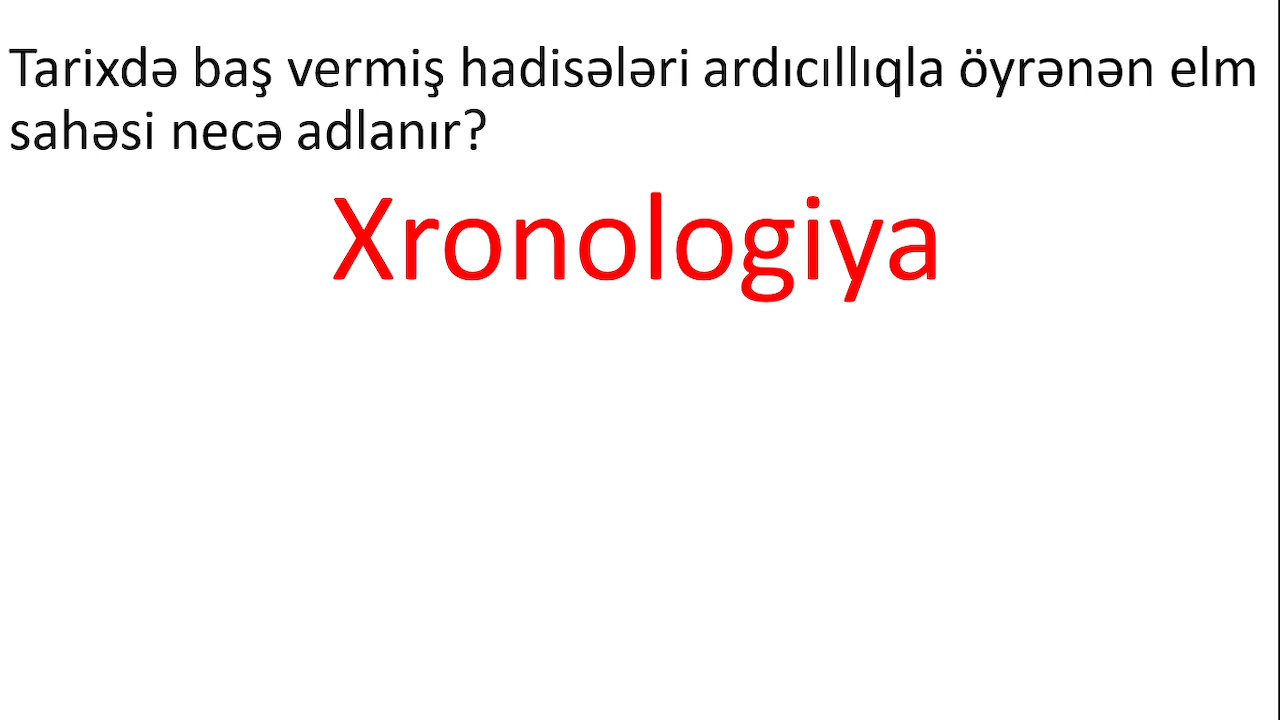 Tarixdə baş vermiş hadisələri ardıcıllıqla öyrənən elm
sahəsi necə adlanır?
Xronologiya